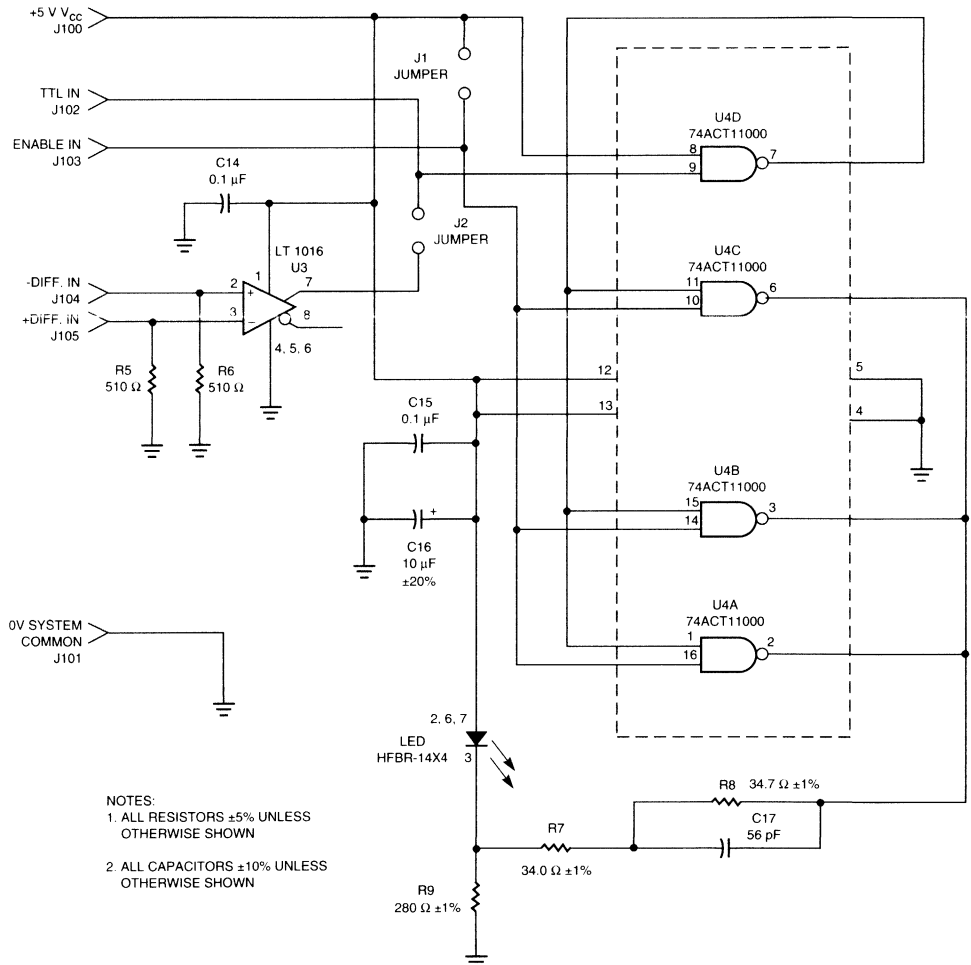 +5 V VCC
J100
J1
JUMPER
TTL IN
J102
ENABLE IN
J103
C14
0.1 µF
J2
JUMPER
LT 1016
U3
1
7
-DIFF. IN
J104
2
+
8
+DIFF. IN
J105
3
–
4, 5, 6
R5
510 Ω
R6
510 Ω
U4D
74ACT11000
8
7
9
U4C
74ACT11000
11
6
10
12
5
13
4
C15
0.1 µF
+
C16
10 µF
±20%
U4B
74ACT11000
15
3
14
U4A
74ACT11000
1
2
16
0V SYSTEM
COMMON
J101
2, 6, 7
LED
HFBR-14X4
3
R8 34.7 Ω ±1%
C17
56 pF
R7
34.0 Ω ±1%
R9
280 Ω ±1%
NOTES:
1. ALL RESISTORS ±5% UNLESS
OTHERWISE SHOWN
2. ALL CAPACITORS ±10% UNLESS
OTHERWISE SHOWN